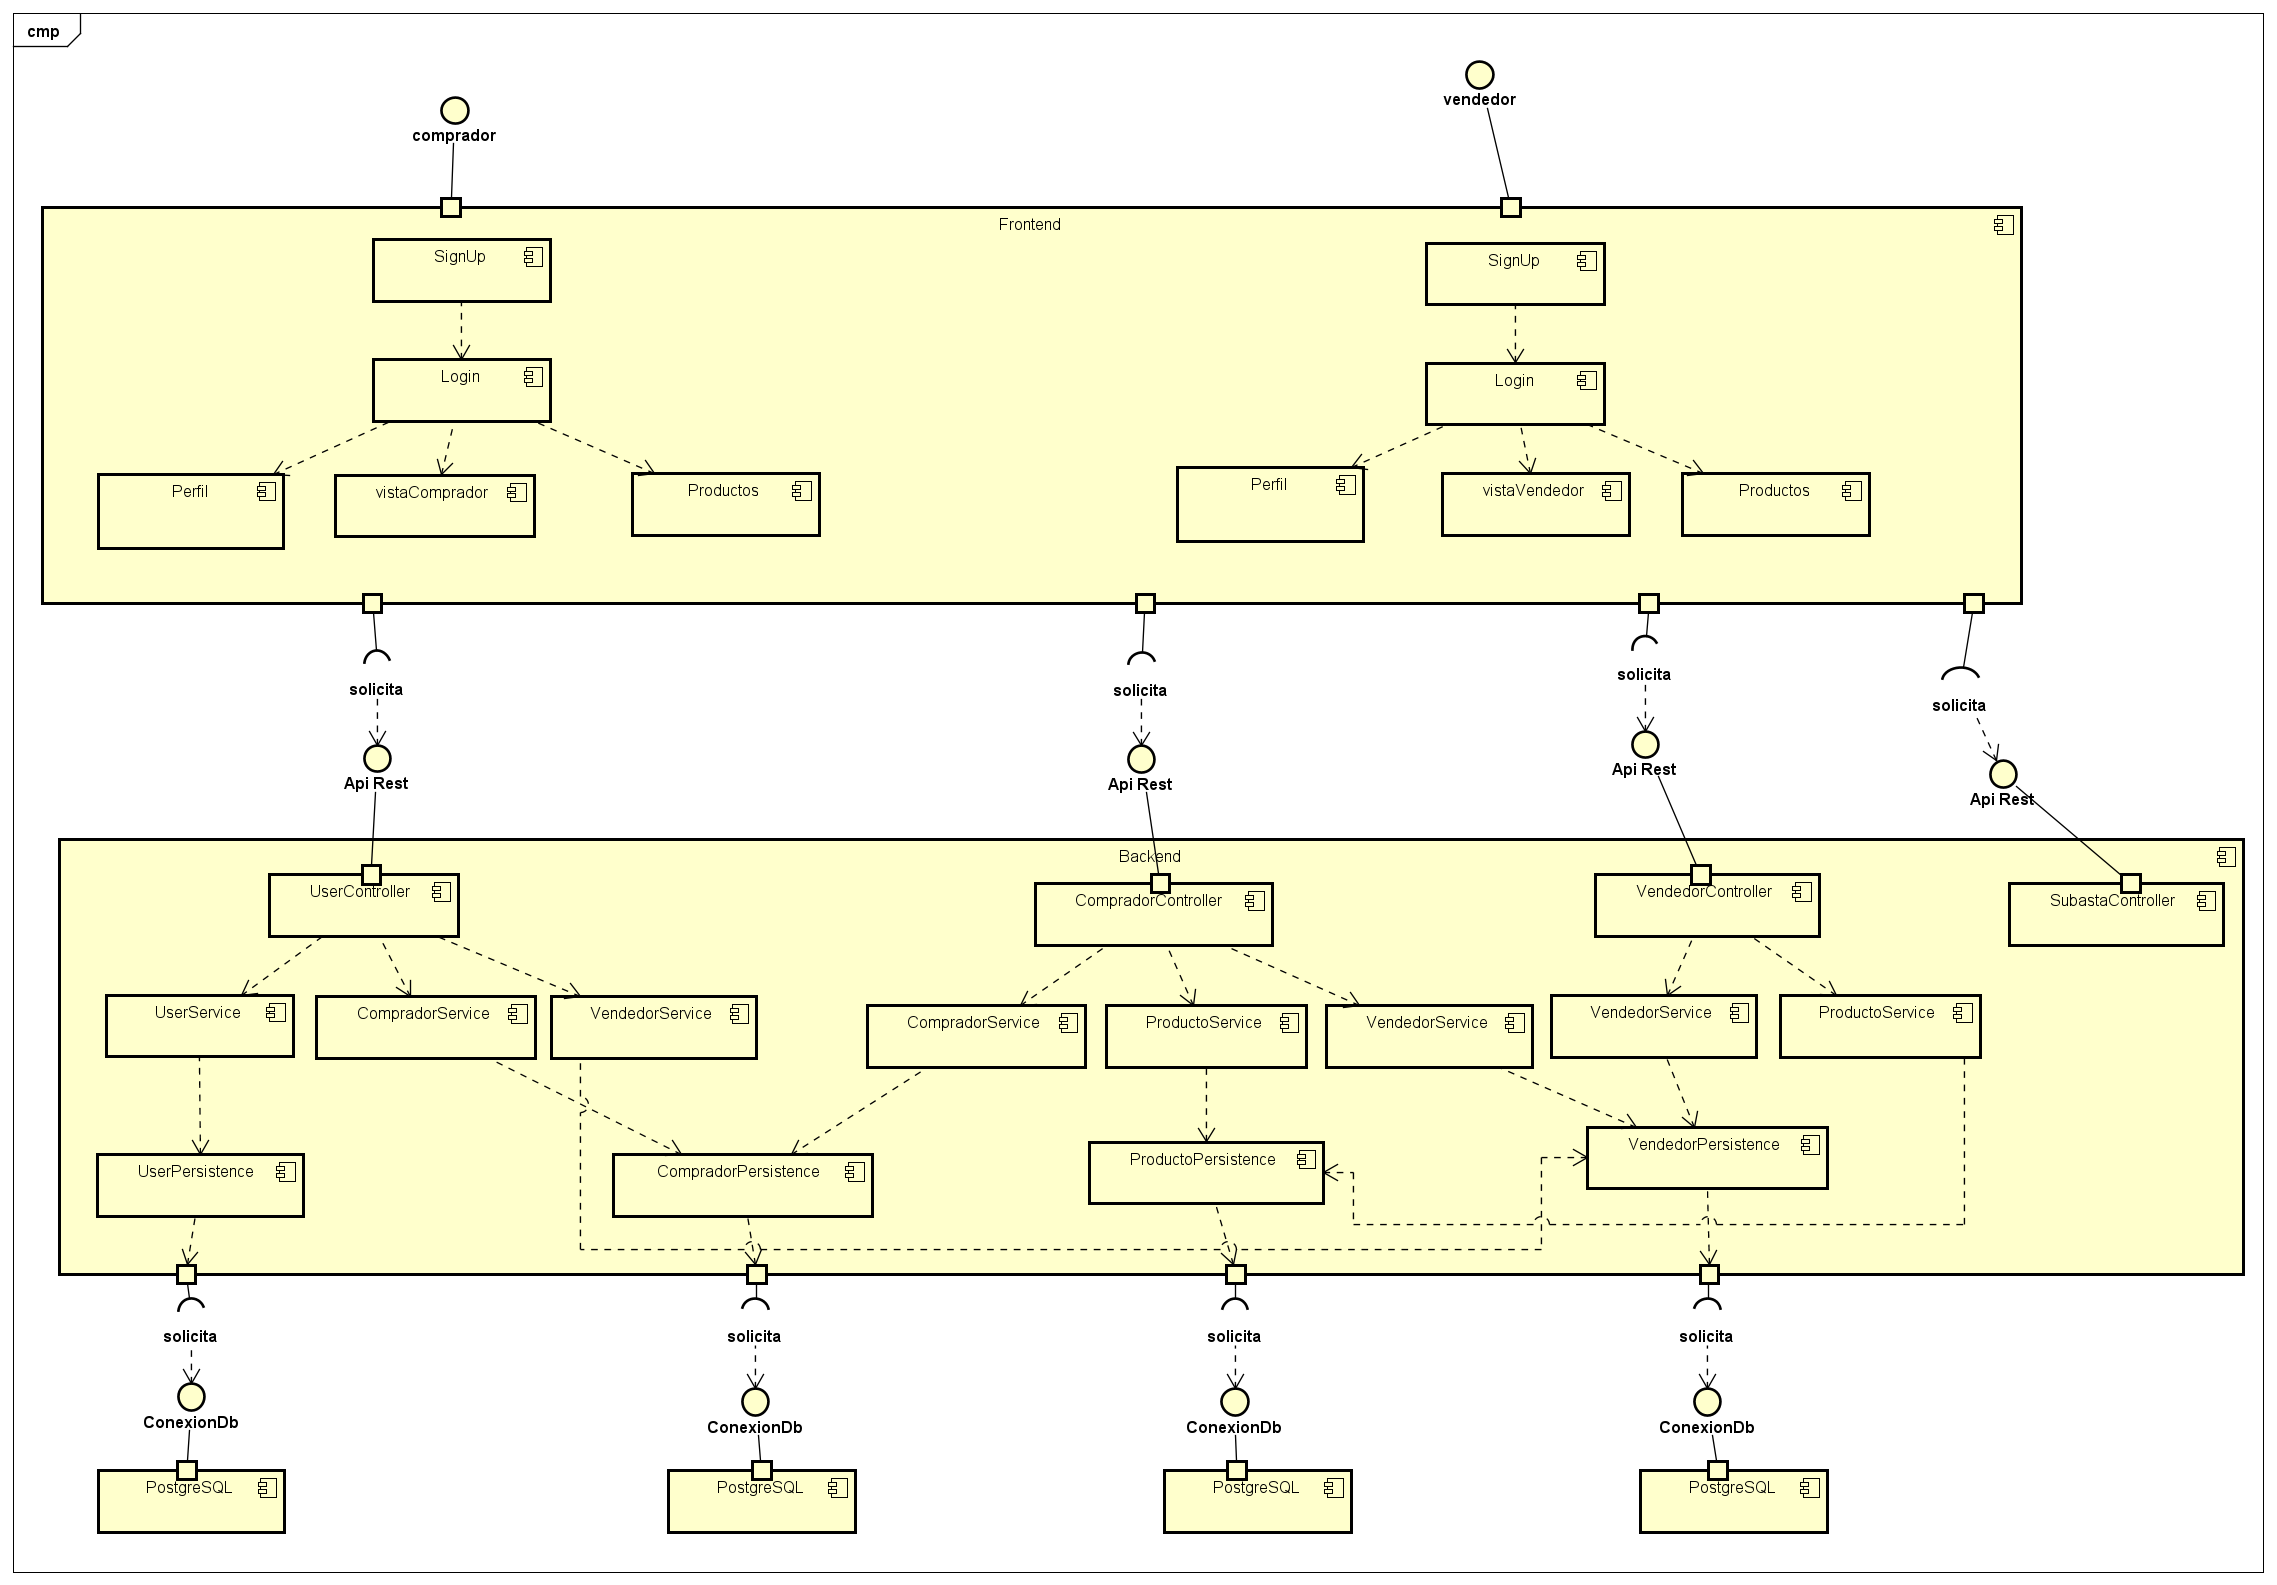 cmp
vendedor
comprador
Frontend
SignUp
SignUp
Login
Login
Perfil
vistaComprador
Productos
Perfil
vistaVendedor
Productos
solicita
solicita
solicita
solicita
Api Rest
Api Rest
Api Rest
Api Rest
Backend
UserController
CompradorController
VendedorController
SubastaController
UserService
CompradorService
VendedorService
CompradorService
ProductoService
VendedorService
VendedorService
ProductoService
UserPersistence
CompradorPersistence
ProductoPersistence
VendedorPersistence
solicita
solicita
solicita
solicita
ConexionDb
ConexionDb
ConexionDb
ConexionDb
PostgreSQL
PostgreSQL
PostgreSQL
PostgreSQL